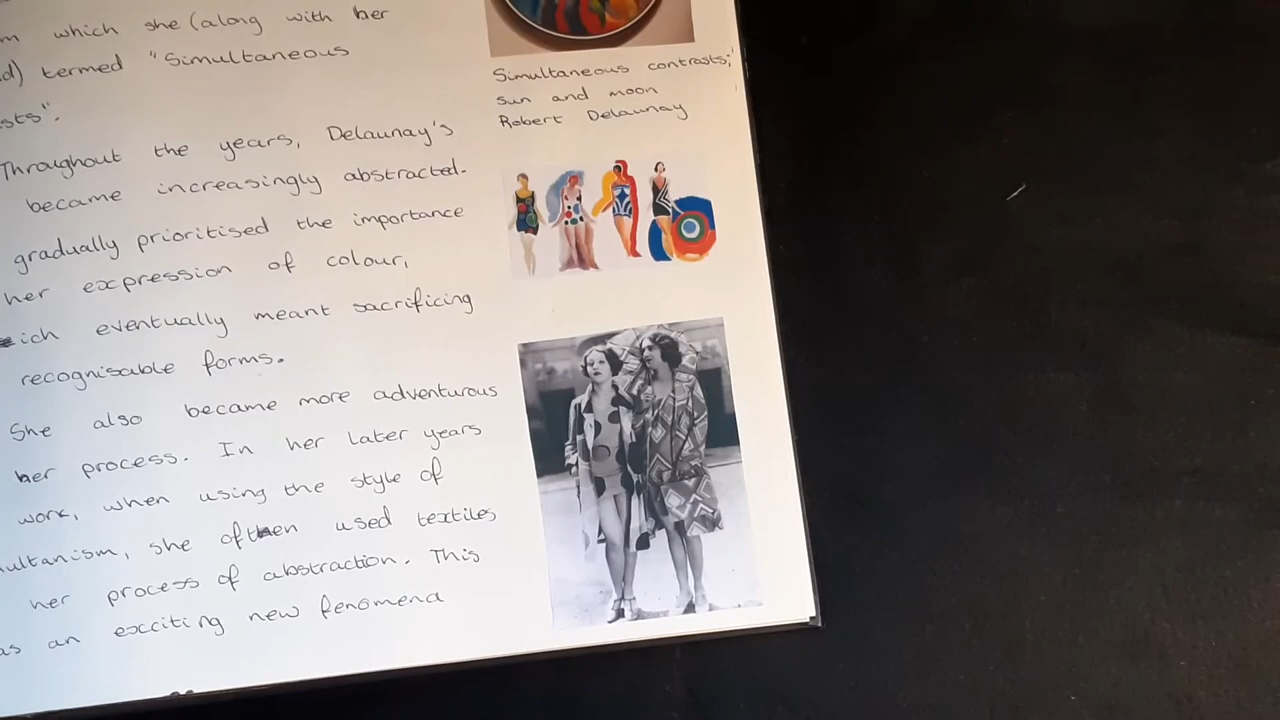 m which she (along with her
d) termed "Simultaneous
sts".
Throughout the years, Delaunay's
became increasingly abstracted.
gradually prioritised the importance
her expression of colour,
ich eventually meant sacrificing
recognisable forms.
She also became more adventurous
her process. In her later years
work, when using the style of
multanism, she often used textiles
her process of abstraction. This
as an exciting new fenomena
Simultaneous contrasts;
sun and moon
Robert Delaunay